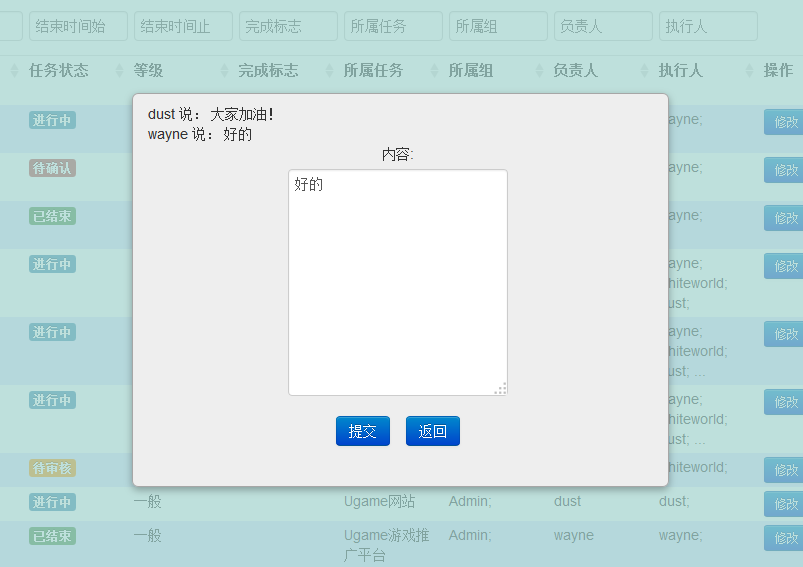 结束时间始 结束时间止 完成标志 所属任务 所属组 负责人 执行人
任务状态 等级 完成标志 所属任务 所属组 负责人 执行人 操作
dust 说：大家加油！
进行中 ayne; 修改
wayne 说：好的
内容:
待确认 ayne; 修改
好的
已结束 ayne; 修改
进行中 ayne; 修改
hiteworld;
ust;
进行中 ayne; 修改
hiteworld;
ust; ...
进行中 ayne; 修改
hiteworld;
ust; ...
提交 返回
待审核 hiteworld; 修改
进行中 一般 Ugame网站 Admin; dust dust; 修改
已结束 一般 Ugame游戏推 Admin; wayne wayne; 修改
广平台